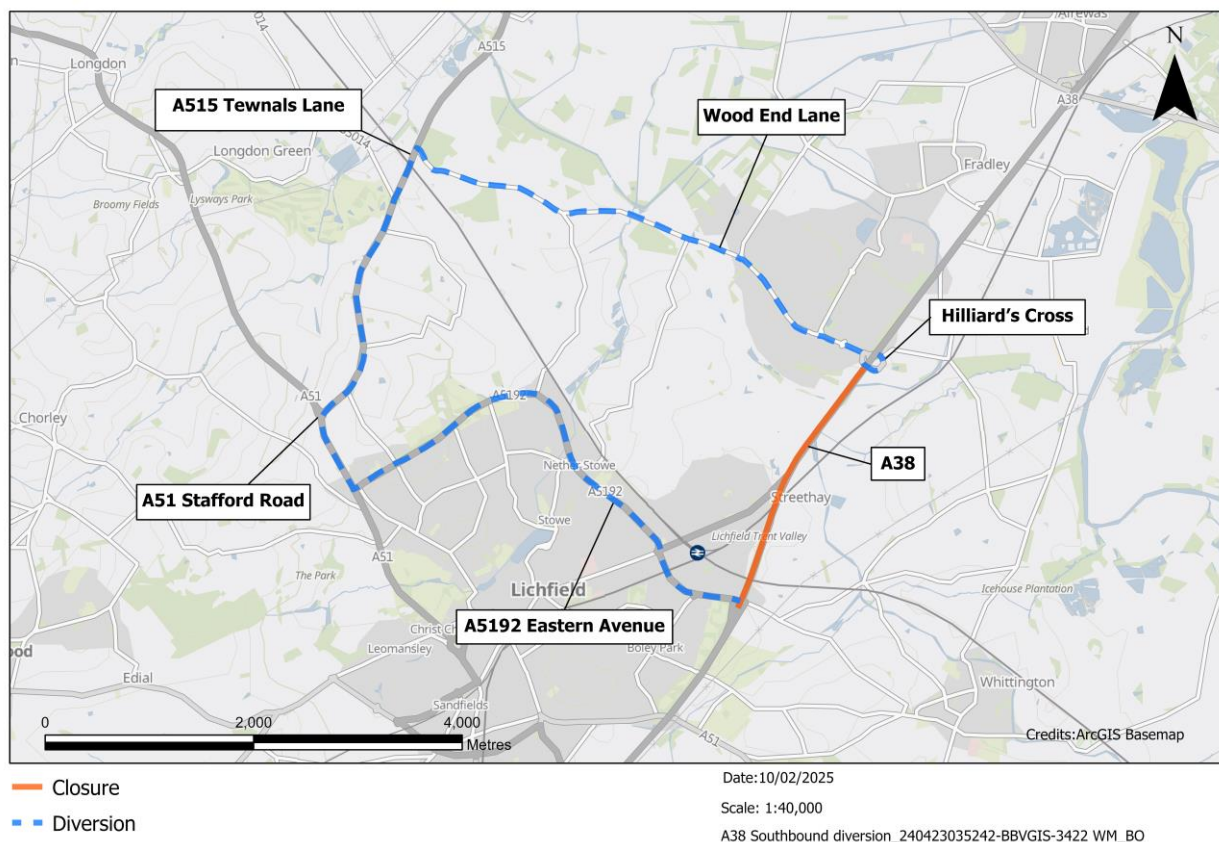 Longdon
A515
Alrewas
N
A515 Tewnals Lane
Wood End Lane
A38
Longdon Green
Fradley
Broomy Fields
Lysways Park
Hilliard's Cross
A51
A5192
Chorley
A38
Nether Stowe
A51 Stafford Road
A5192
Streethay
Stowe
Lichfield Trent Valley
A51
The Park
Icehouse Plantation
Lichfield
A5192 Eastern Avenue
Christ Ch
Leomansley
Boley Park
Edial
Whittington
Sandfields
0 2,000 4,000
Metres
A51
Credits:ArcGIS Basemap
Closure
Diversion
Date:10/02/2025
Scale: 1:40,000
A38 Southbound diversion_240423035242-BBVGIS-3422 WM_BO